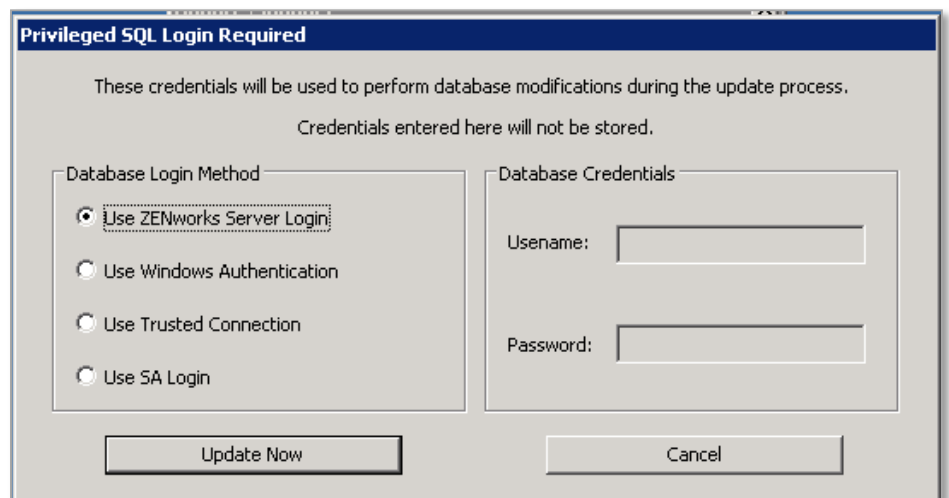 Privileged SQL Login Required
These credentials will be used to perform database modifications during the update process.
Credentials entered here will not be stored.
Database Login Method
Use ZENworks Server Login
Use Windows Authentication
Use Trusted Connection
Use SA Login
Database Credentials
Usename:
Password:
Update Now
Cancel